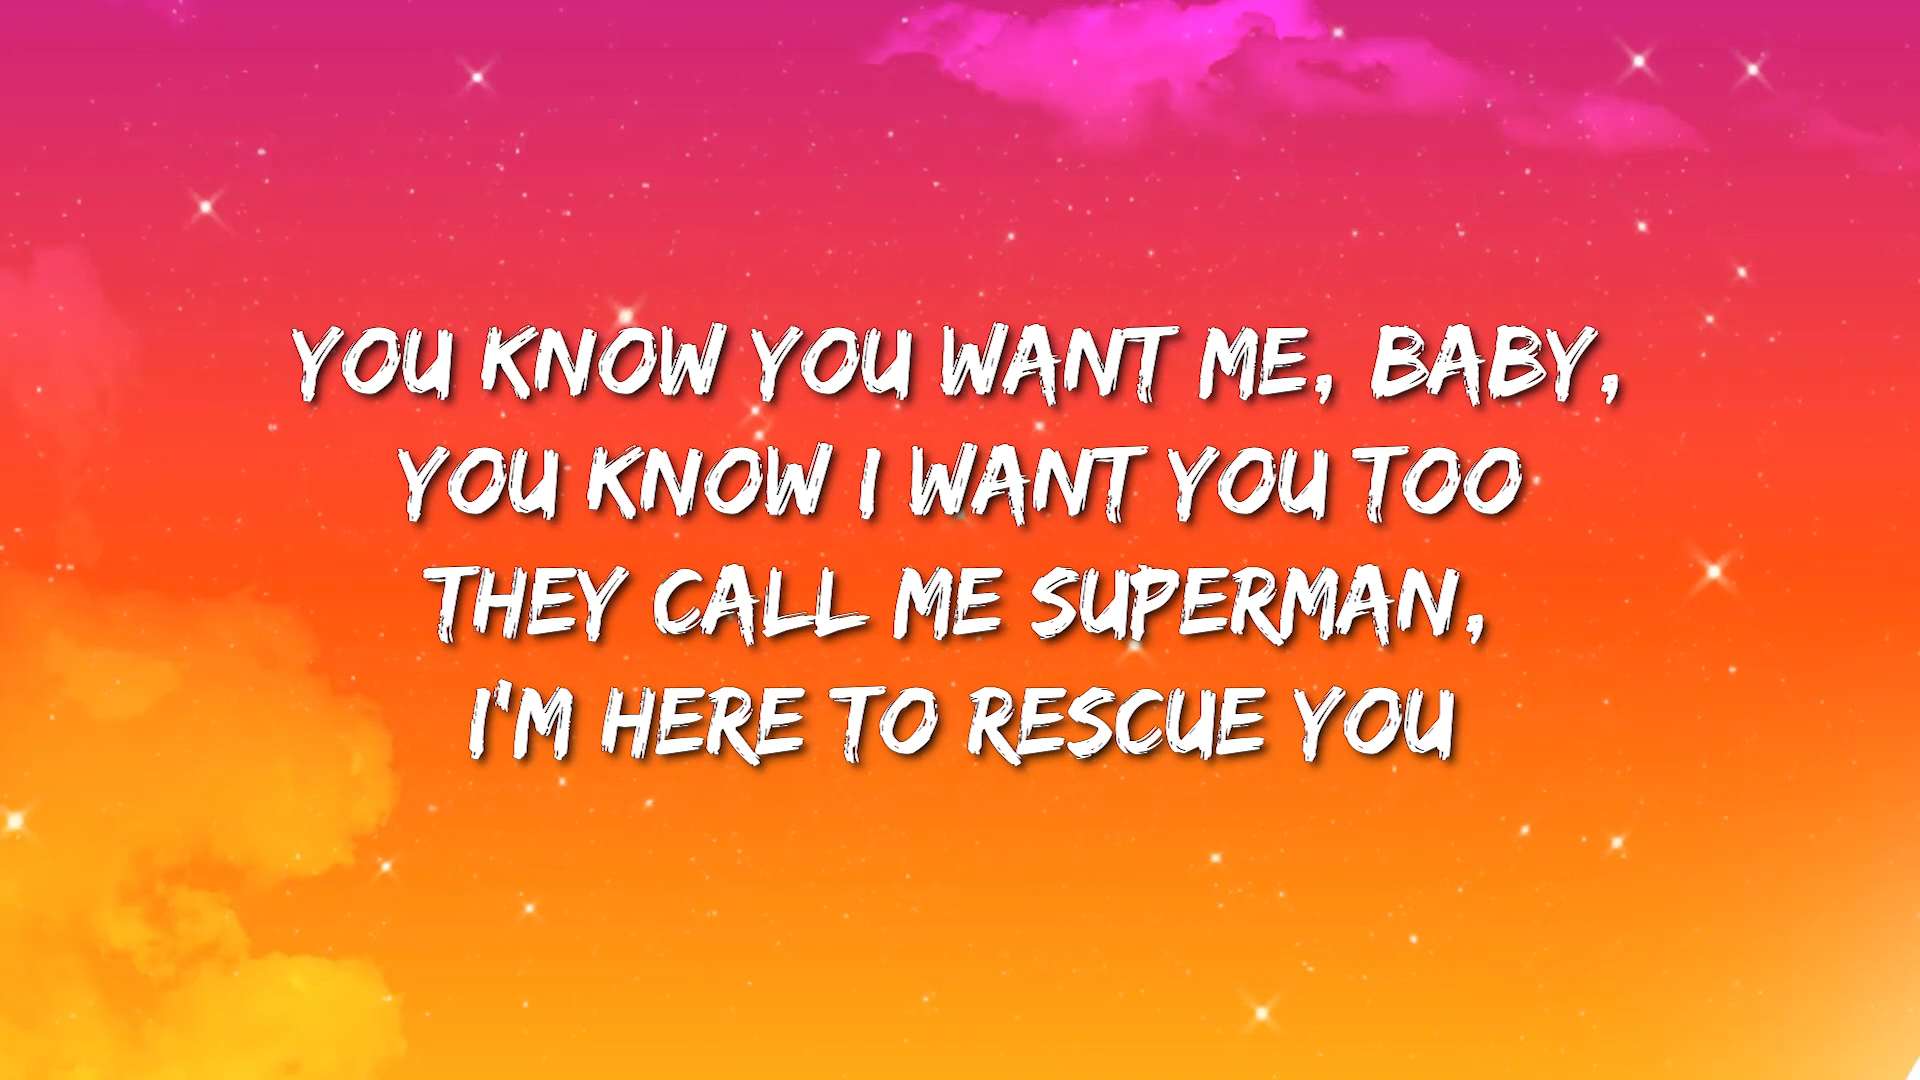 YOU KNOW YOU WANT ME, BABY,
YOU KNOW I WANT YOU TOO
THEY CALL ME SUPERMAN,
I'M HERE TO RESCUE YOU